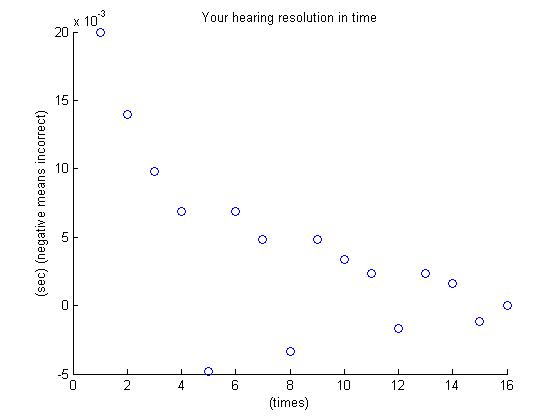 x 10-3
Your hearing resolution in time
20
15
10
5
0
-5
(sec) (negative means incorrect)
0 2 4 6 8 10 12 14 16
(times)